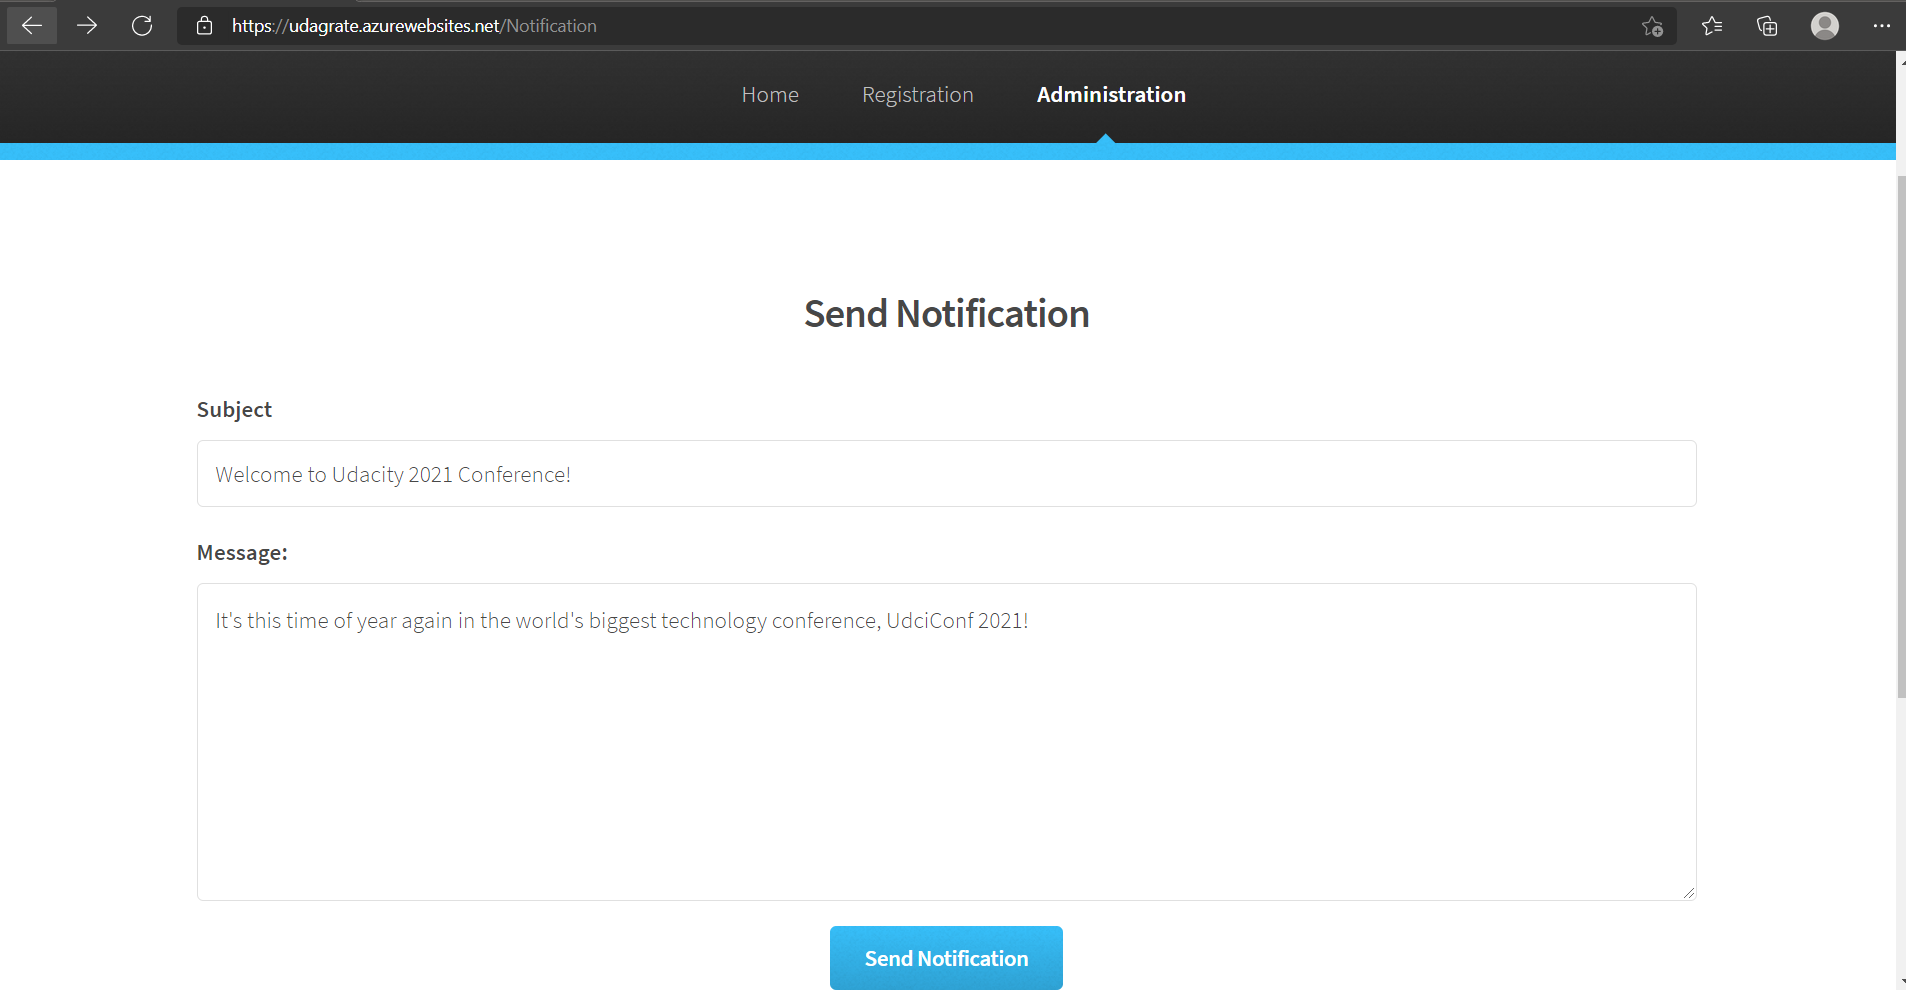 https://udagrate.azurewebsites.net/Notification
Home Registration Administration
Send Notification
Subject
Welcome to Udacity 2021 Conference!
Message:
It's this time of year again in the world's biggest technology conference, UdciConf 2021!
Send Notification